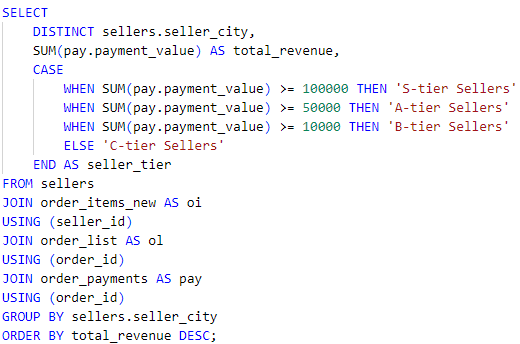 SELECT
    DISTINCT sellers.seller_city,
    SUM(pay.payment_value) AS total_revenue,
    CASE
        WHEN SUM(pay.payment_value) >= 100000 THEN 'S-tier Sellers'
        WHEN SUM(pay.payment_value) >= 50000 THEN 'A-tier Sellers'
        WHEN SUM(pay.payment_value) >= 10000 THEN 'B-tier Sellers'
        ELSE 'C-tier Sellers'
    END AS seller_tier
FROM sellers
JOIN order_items_new AS oi
USING (seller_id)
JOIN order_list AS ol
USING (order_id)
JOIN order_payments AS pay
USING (order_id)
GROUP BY sellers.seller_city
ORDER BY total_revenue DESC;